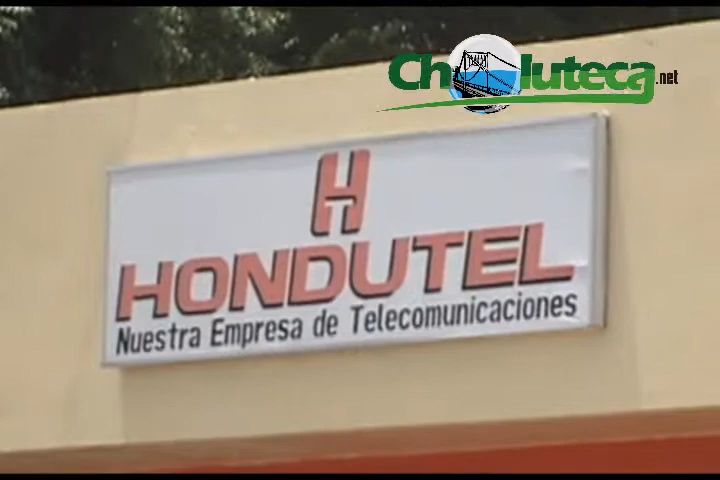 Choluteca.net
H
HONDUTEL
Nuestra Empresa de Telecomunicaciones